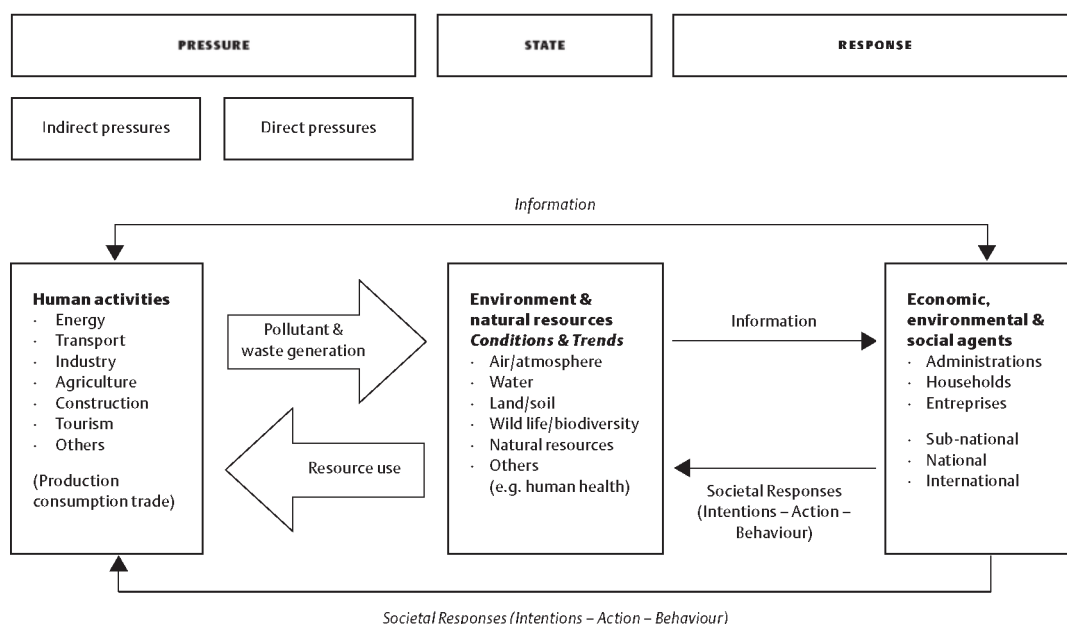 PRESSURE
STATE
RESPONSE
Indirect pressures
Direct pressures
Information
Human activities
· Energy
· Transport
· Industry
· Agriculture
· Construction
· Tourism
· Others
(Production
consumption trade)
Pollutant &
waste generation
Resource use
Environment &
natural resources
Conditions & Trends
· Air/atmosphere
· Water
· Land/soil
· Wild life/biodiversity
· Natural resources
· Others
(e.g. human health)
Information
Societal Responses
(Intentions – Action –
Behaviour)
Economic,
environmental &
social agents
· Administrations
· Households
· Entreprises
· Sub-national
· National
· International
Societal Responses (Intentions – Action – Behaviour)